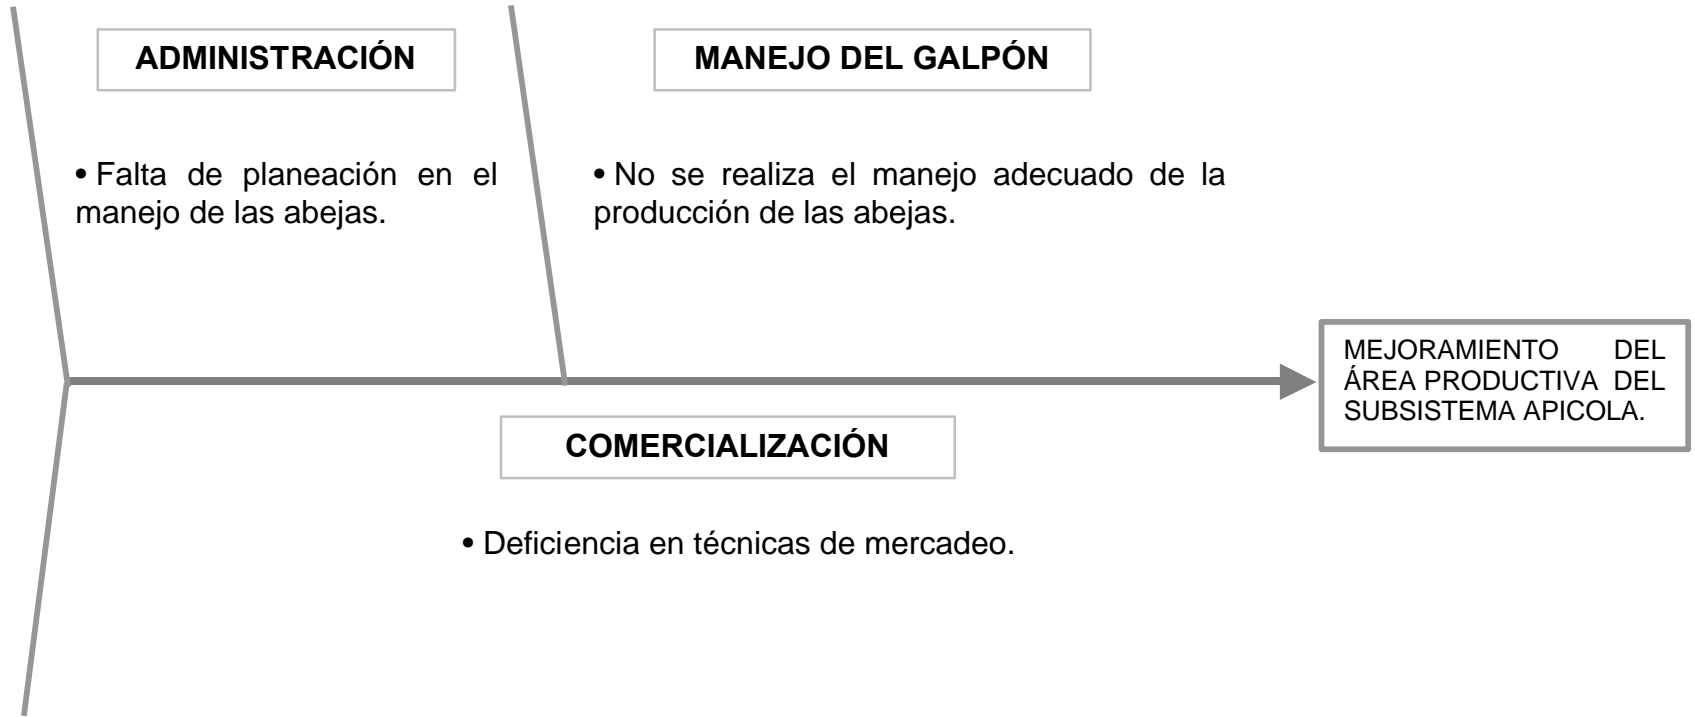 ADMINISTRACIÓN
MANEJO DEL GALPÓN
• Falta de planeación en el
manejo de las abejas.
• No se realiza el manejo adecuado de la
producción de las abejas.
MEJORAMIENTO DEL
ÁREA PRODUCTIVA DEL
SUBSISTEMA APICOLA.
COMERCIALIZACIÓN
• Deficiencia en técnicas de mercadeo.